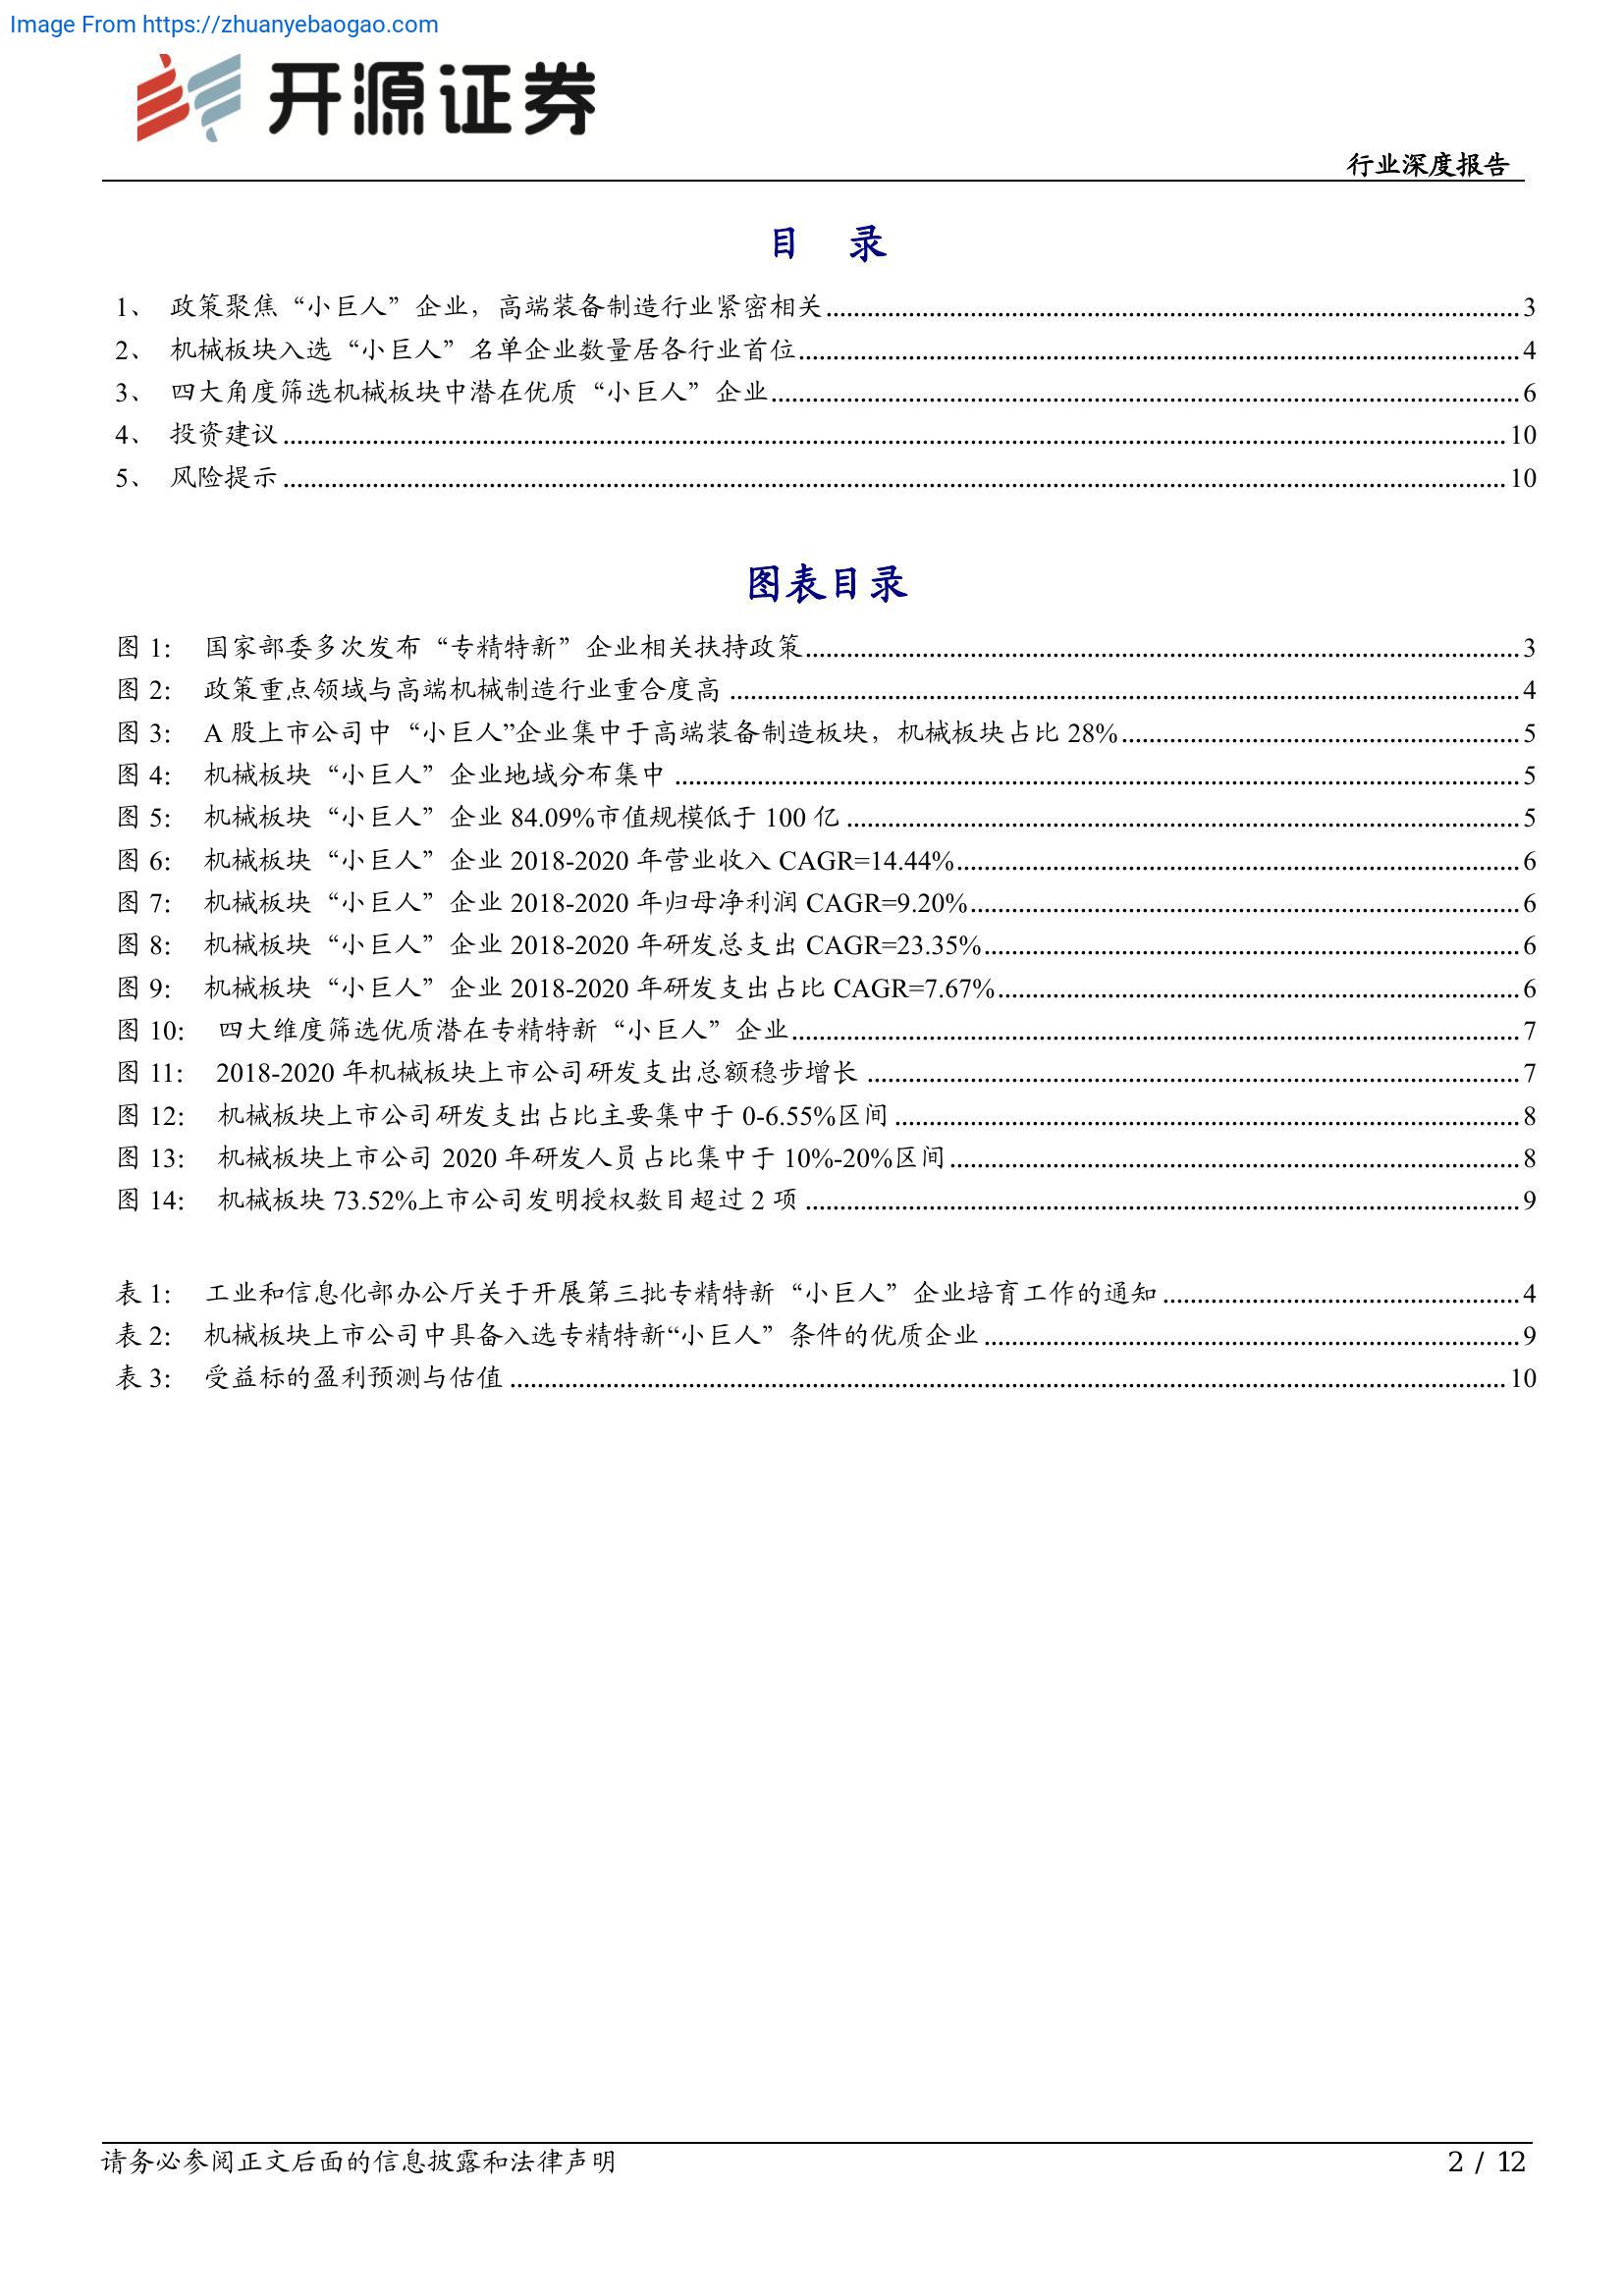 Image From https://zhuanyebaogao.com
开源证券
行业深度报告
目 录
1、 政策聚焦“小巨人”企业，高端装备制造行业紧密相关........3
2、 机械板块入选“小巨人”名单企业数量居各行业首位........4
3、 四大角度筛选机械板块中潜在优质“小巨人”企业........6
4、 投资建议........10
5、 风险提示........10
图表目录
图 1： 国家部委多次发布“专精特新”企业相关扶持政策........3
图 2： 政策重点领域与高端机械制造行业重合度高........4
图 3： A 股上市公司中“小巨人”企业集中于高端装备制造板块，机械板块占比 28%........5
图 4： 机械板块“小巨人”企业地域分布集中........5
图 5： 机械板块“小巨人”企业 84.09%市值规模低于 100 亿........5
图 6： 机械板块“小巨人”企业 2018-2020 年营业收入 CAGR=14.44%........6
图 7： 机械板块“小巨人”企业 2018-2020 年归母净利润 CAGR=9.20%........6
图 8： 机械板块“小巨人”企业 2018-2020 年研发总支出 CAGR=23.35%........6
图 9： 机械板块“小巨人”企业 2018-2020 年研发支出占比 CAGR=7.67%........6
图 10： 四大维度筛选优质潜在专精特新“小巨人”企业........7
图 11： 2018-2020 年机械板块上市公司研发支出总额稳步增长........7
图 12： 机械板块上市公司研发支出占比主要集中于 0-6.55%区间........8
图 13： 机械板块上市公司 2020 年研发人员占比集中于 10%-20%区间........8
图 14： 机械板块 73.52%上市公司发明授权数目超过 2 项........9
表 1： 工业和信息化部办公厅关于开展第三批专精特新“小巨人”企业培育工作的通知........4
表 2： 机械板块上市公司中具备入选专精特新“小巨人”条件的优质企业........9
表 3： 受益标的盈利预测与估值........10
请务必参阅正文后面的信息披露和法律声明
2 / 12